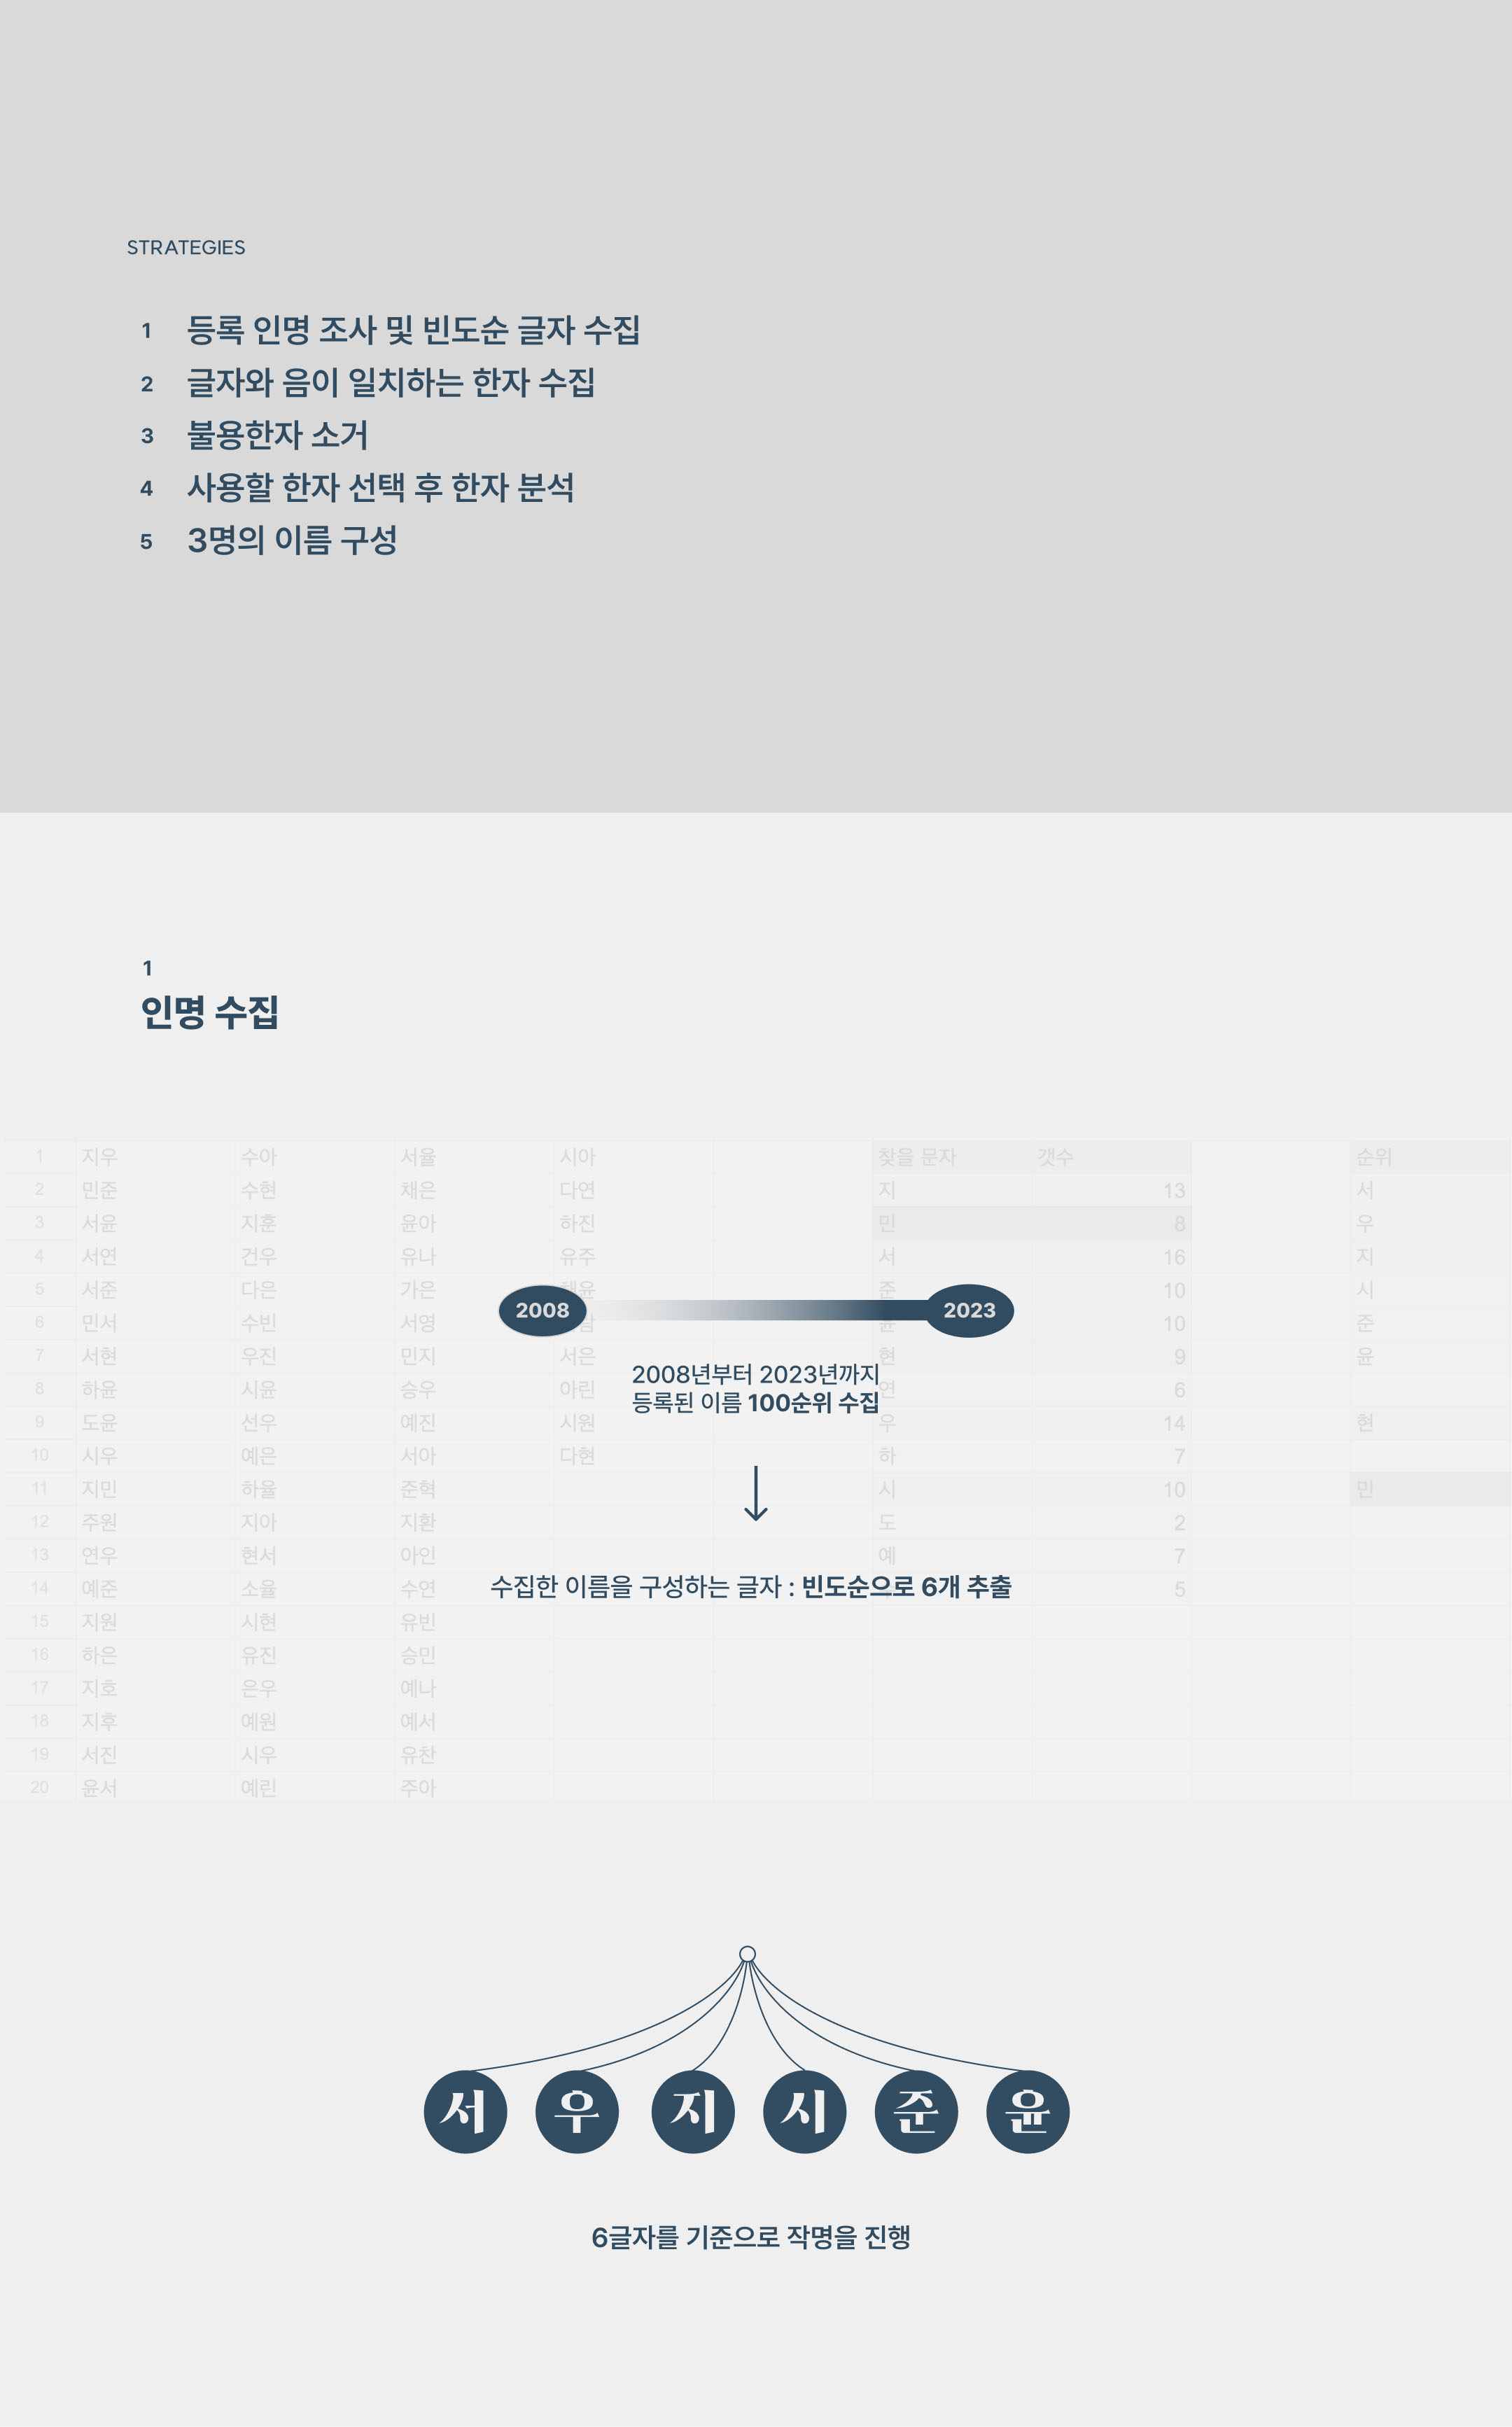 STRATEGIES
1 등록 인명 조사 및 빈도순 글자 수집
2 글자와 음이 일치하는 한자 수집
3 불용한자 소거
4 사용할 한자 선택 후 한자 분석
5 3명의 이름 구성
1
인명 수집
1 지우 수아 서율 시아 찾을 문자 갯수 순위
2 민준 수현 채은 다연 지 13 서
3 서윤 지훈 윤아 하진 민 8 우
4 서연 건우 유나 유주 서 16 지
5 서준 다은 가은 준 10 시
6 민서 수빈 서영 윤 10 준
7 서현 우진 민지 서은 현 9 윤
8 하윤 시윤 승우 아린 연 6
9 도윤 선우 예진 시원 우 14 현
10 시우 예은 서아 다현 하 7
11 지민 하율 준혁 시 10 민
12 주원 지아 지환 도 2
13 연우 현서 아인 예 7
14 예준 소율 수연 5
15 지원 시현 유빈
16 하은 유진 승민
17 지호 은우 예나
18 지후 예원 예서
19 서진 시우 유찬
20 윤서 예린 주아
2008 2023
2008년부터 2023년까지
등록된 이름 100순위 수집
수집한 이름을 구성하는 글자 : 빈도순으로 6개 추출
서 우 지 시 준 윤
6글자를 기준으로 작명을 진행